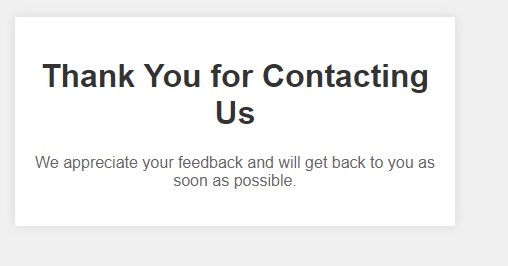 Thank You for Contacting
Us
We appreciate your feedback and will get back to you as
soon as possible.